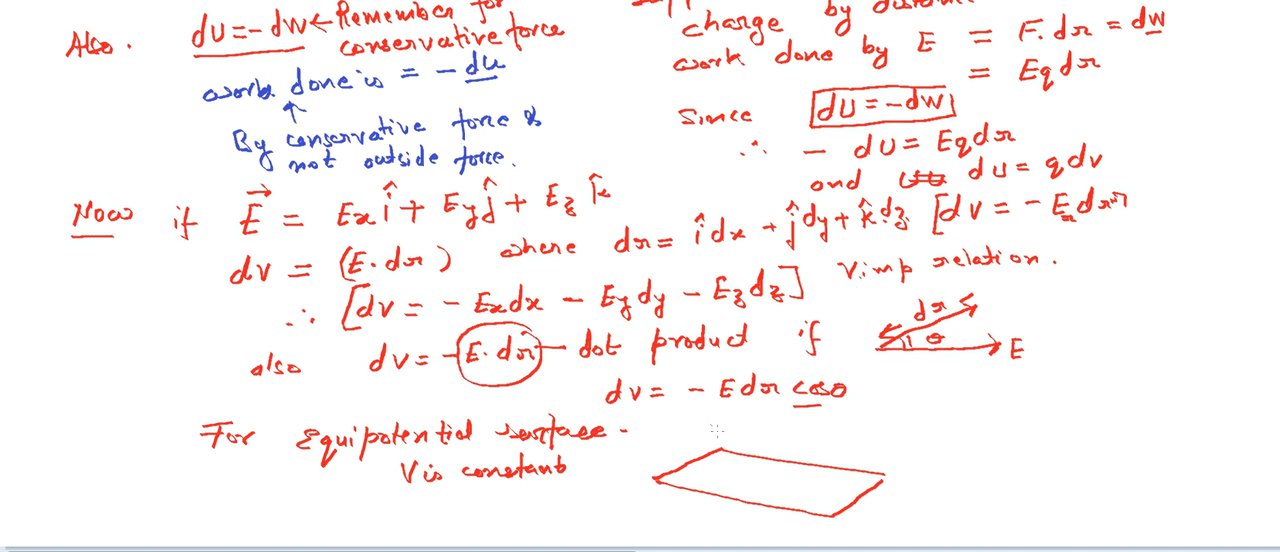 Also. dU = -dW ← Remember for
conservative force
work done is = - du
↑
By conservative force &
not outside force.
change by
work done by E = F.dr = dw
= Eq dr
Since dU = -dW
∴ - dU = Eq dr
and dU = q dv
Now if E⃗ = Ex î + Ey ĵ + Ez k̂
dv = (E.dr) where dr = î dx + ĵ dy + k̂ dz [dv = - E dr]
∴ [dv = - Ex dx - Ey dy - Ez dz] V.imp relation.
also dv = -E.dr - dot product if dr θ E
dv = - E dr cosθ
For Equipotential surface.
V is constant